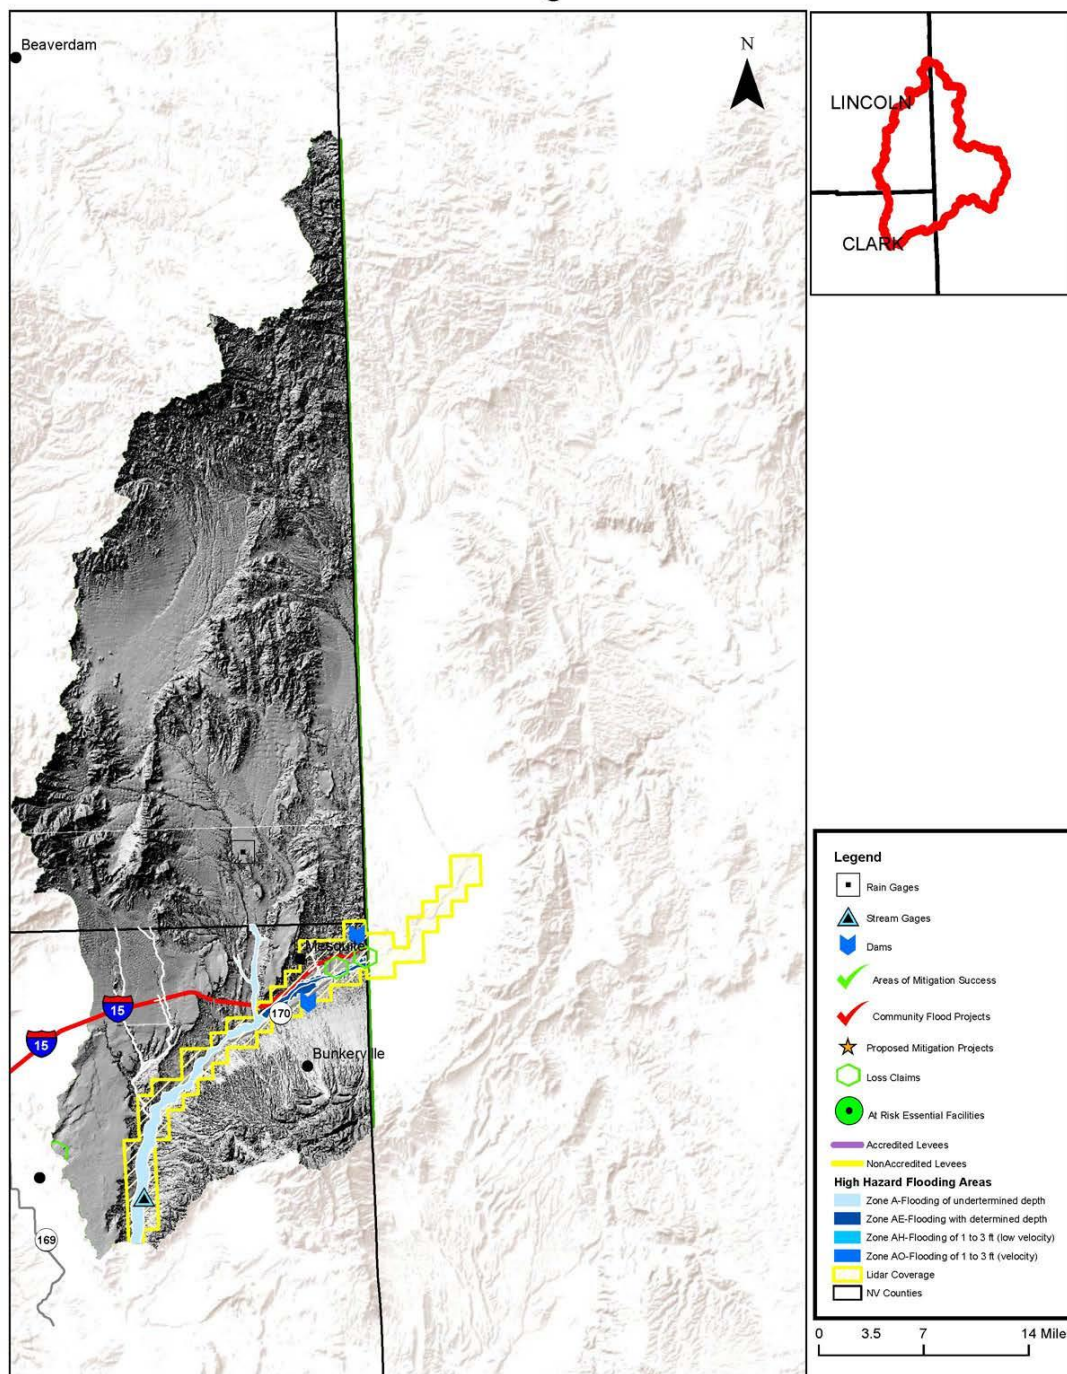 Beaverdam
N
LINCOLN
CLARK
Mesquite
15
170
15
Bunkerville
169
Legend
Rain Gages
Stream Gages
Dams
Areas of Mitigation Success
Community Flood Projects
Proposed Mitigation Projects
Loss Claims
At Risk Essential Facilities
Accredited Levees
NonAccredited Levees
High Hazard Flooding Areas
Zone A-Flooding of undertermined depth
Zone AE-Flooding with determined depth
Zone AH-Flooding of 1 to 3 ft (low velocity)
Zone AO-Flooding of 1 to 3 ft (velocity)
Lidar Coverage
NV Counties
0 3.5 7 14 Mile